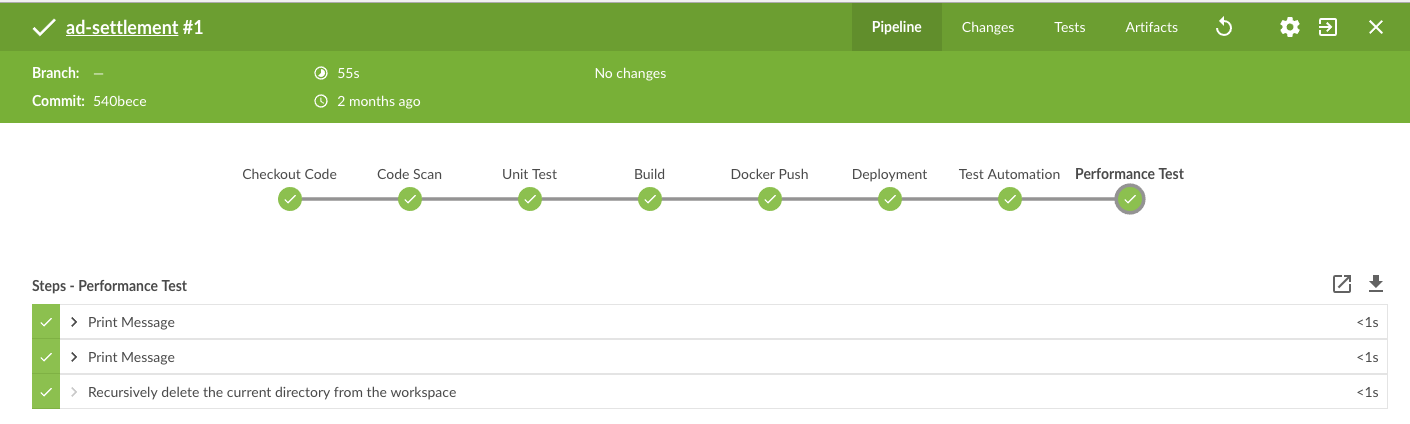 ad-settlement #1 Pipeline Changes Tests Artifacts
Branch: — 55s No changes
Commit: 540bece 2 months ago
Checkout Code Code Scan Unit Test Build Docker Push Deployment Test Automation Performance Test
Steps - Performance Test
Print Message <1s
Print Message <1s
Recursively delete the current directory from the workspace <1s